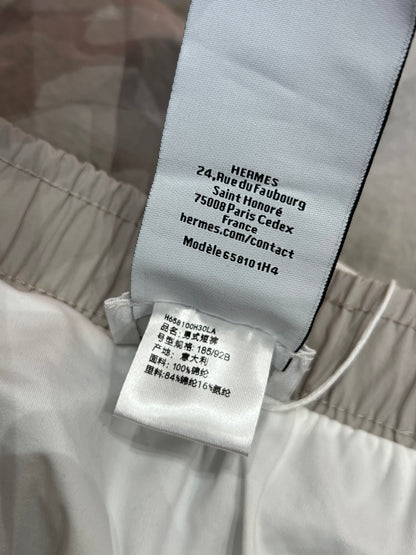 HERMES
24, Rue du Faubourg
Saint Honoré
75008 Paris Cedex
France
hermes.com/contact
Modèle 658101H4
H658100H30LA
品名: 男式短裤
号型规格: 185/92B
产地: 意大利
面料: 100%锦纶
里料:84%锦纶16%氨纶